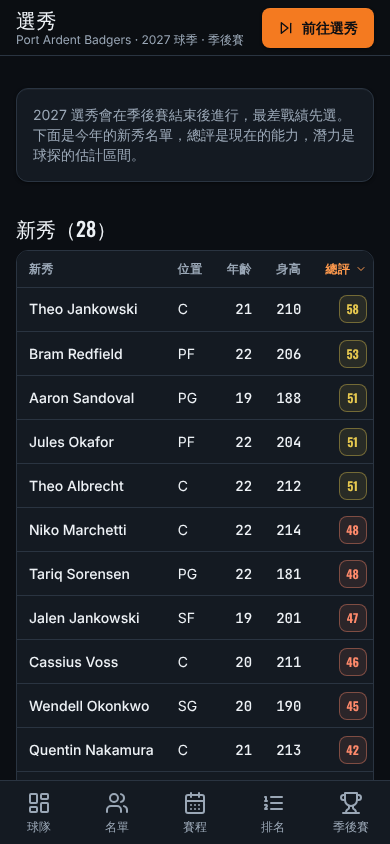 選秀
Port Ardent Badgers · 2027 球季 · 季後賽
前往選秀
2027 選秀會在季後賽結束後進行，最差戰績先選。
下面是今年的新秀名單，總評是現在的能力，潛力是
球探的估計區間。
新秀（28）
新秀 位置 年齡 身高 總評
Theo Jankowski C 21 210 58
Bram Redfield PF 22 206 53
Aaron Sandoval PG 19 188 51
Jules Okafor PF 22 204 51
Theo Albrecht C 22 212 51
Niko Marchetti C 22 214 48
Tariq Sorensen PG 22 181 48
Jalen Jankowski SF 19 201 47
Cassius Voss C 20 211 46
Wendell Okonkwo SG 20 190 45
Quentin Nakamura C 21 213 42
球隊 名單 賽程 排名 季後賽